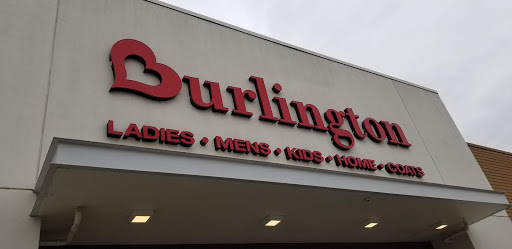 Burlington
LADIES • MENS • KIDS • HOME • COATS